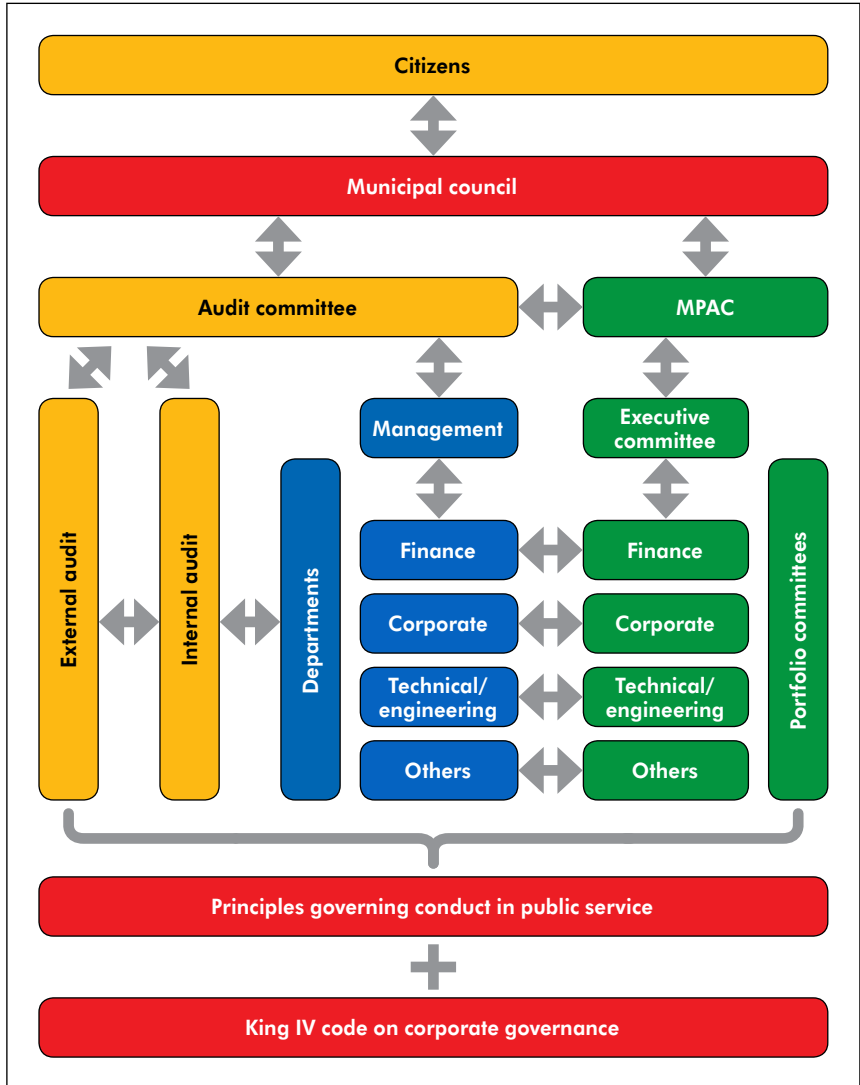 Citizens
Municipal council
Audit committee
MPAC
External audit
Internal audit
Departments
Management
Executive
committee
Finance
Finance
Corporate
Corporate
Technical/
engineering
Technical/
engineering
Others
Others
Portfolio committees
Principles governing conduct in public service
King IV code on corporate governance